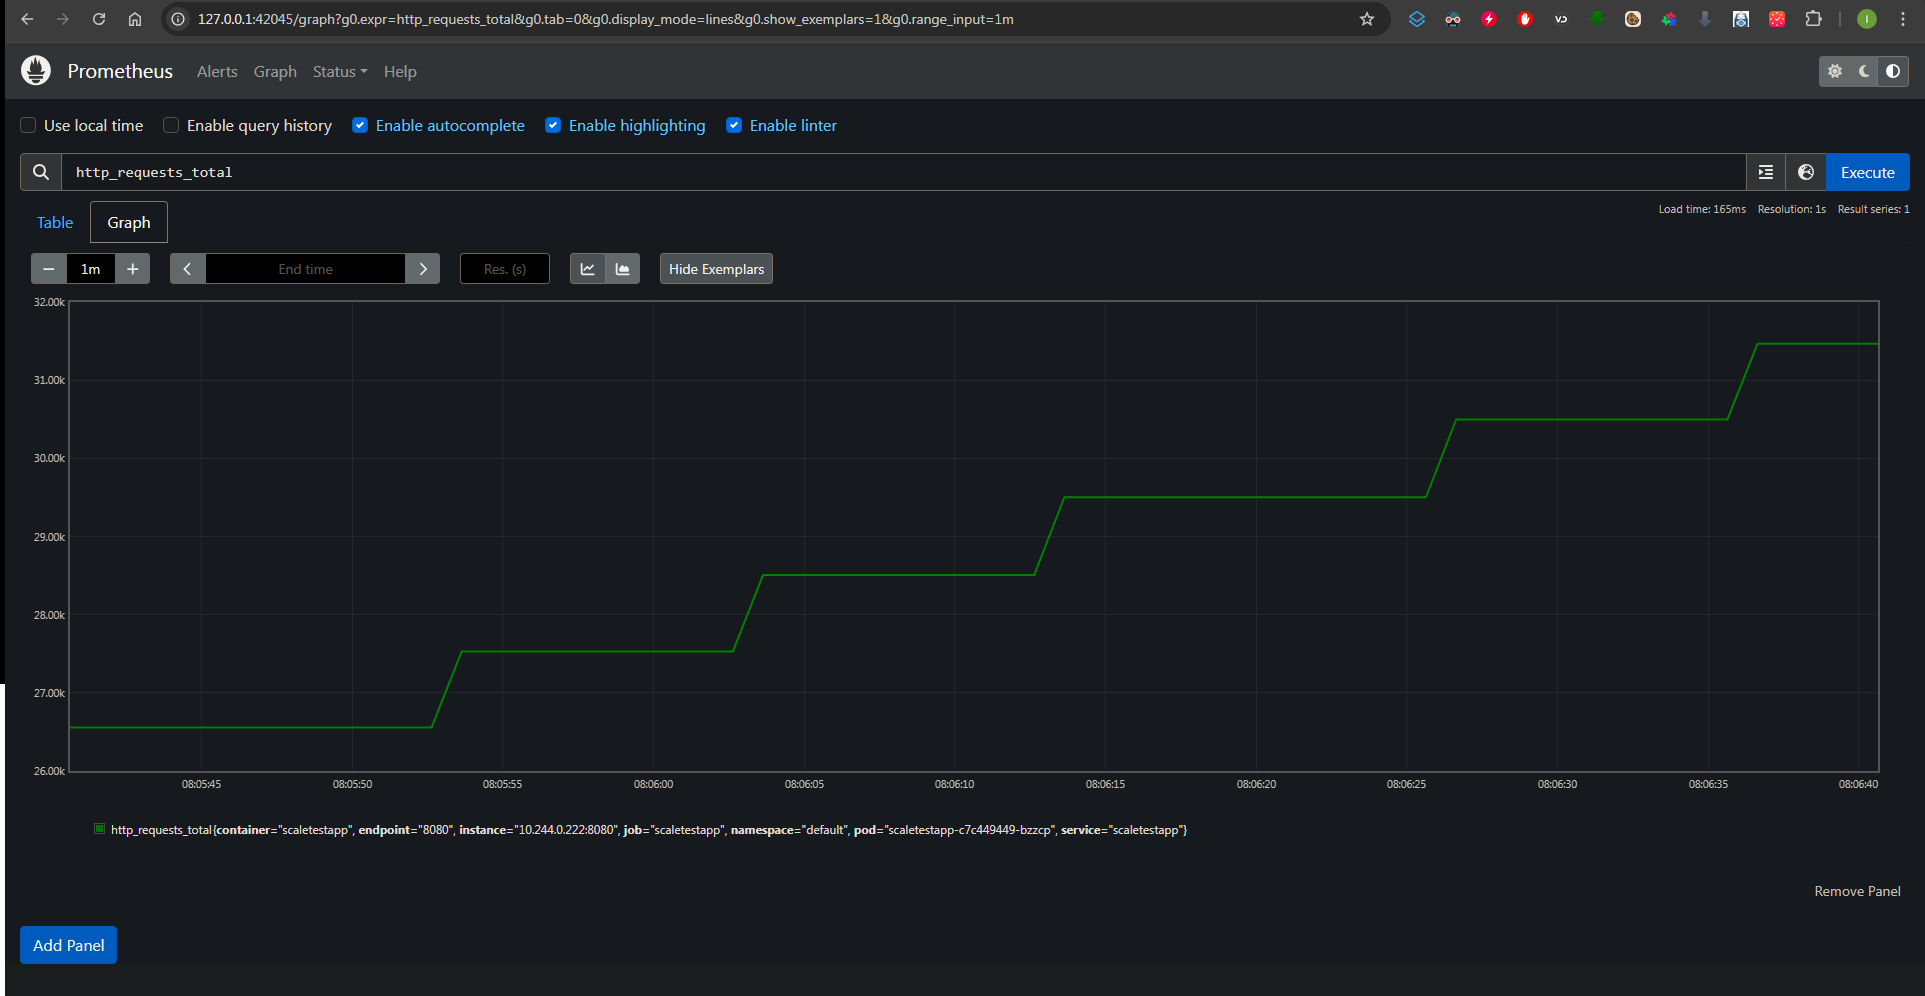 127.0.0.1:42045/graph?g0.expr=http_requests_total&g0.tab=0&g0.display_mode=lines&g0.show_exemplars=1&g0.range_input=1m
VD
I
Prometheus Alerts Graph Status Help
Use local time Enable query history Enable autocomplete Enable highlighting Enable linter
http_requests_total Execute
Table Graph Load time: 165ms Resolution: 1s Result series: 1
1m End time Res. (s) Hide Exemplars
32.00k
31.00k
30.00k
29.00k
28.00k
27.00k
26.00k
08:05:45 08:05:50 08:05:55 08:06:00 08:06:05 08:06:10 08:06:15 08:06:20 08:06:25 08:06:30 08:06:35 08:06:40
http_requests_total{container="scaletestapp", endpoint="8080", instance="10.244.0.222:8080", job="scaletestapp", namespace="default", pod="scaletestapp-c7c449449-bzzcp", service="scaletestapp"}
Remove Panel
Add Panel